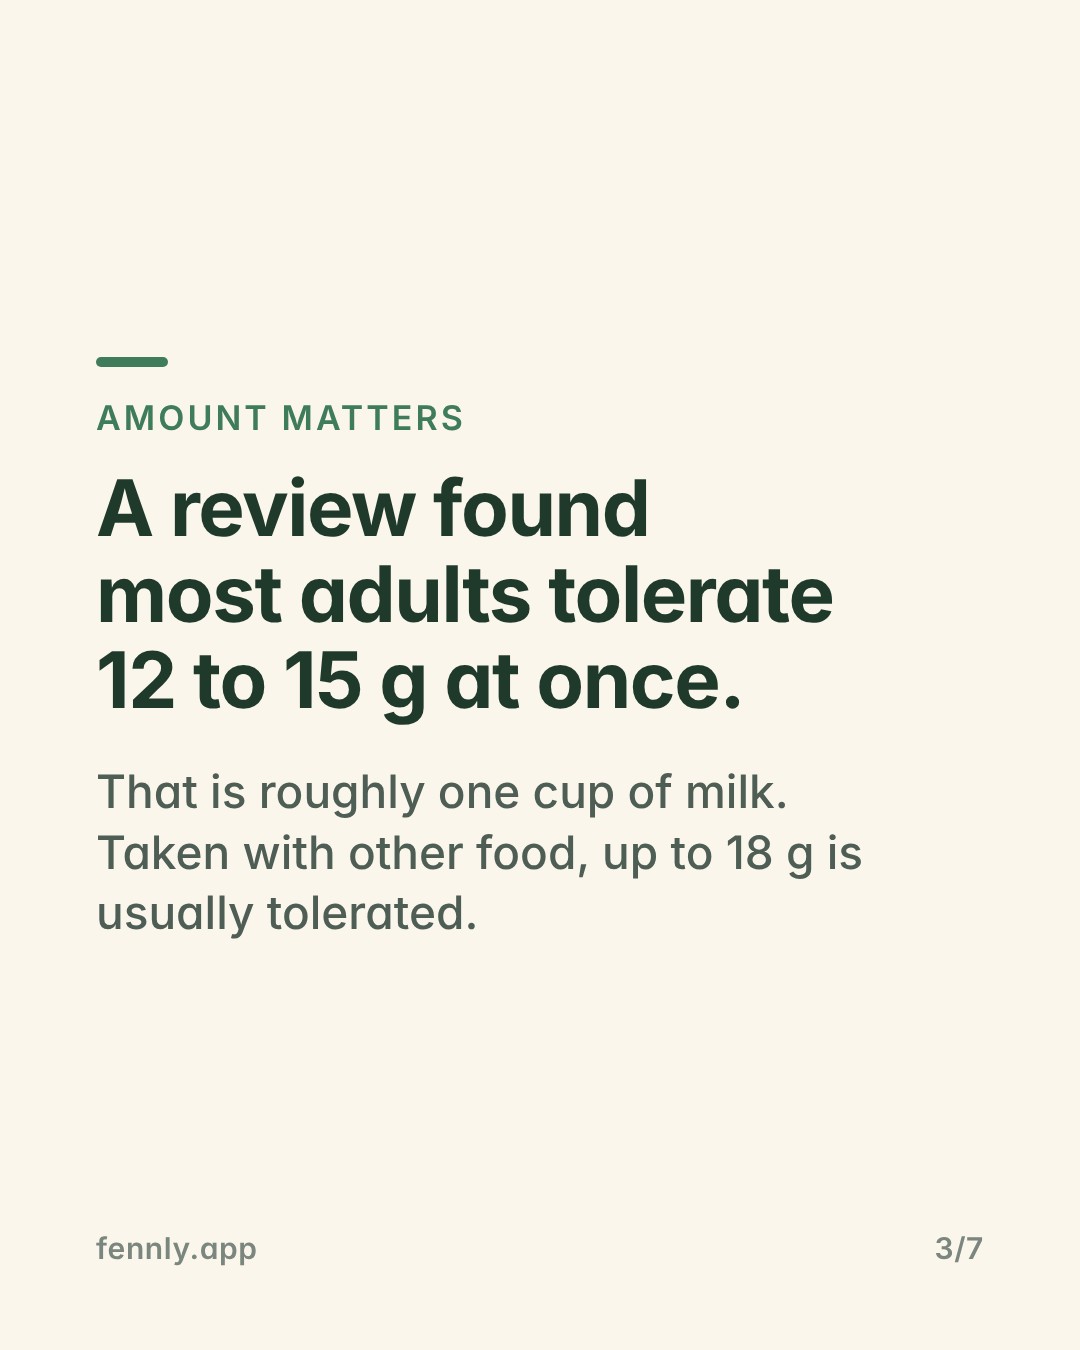 AMOUNT MATTERS
A review found
most adults tolerate
12 to 15 g at once.
That is roughly one cup of milk.
Taken with other food, up to 18 g is
usually tolerated.
fennly.app
3/7